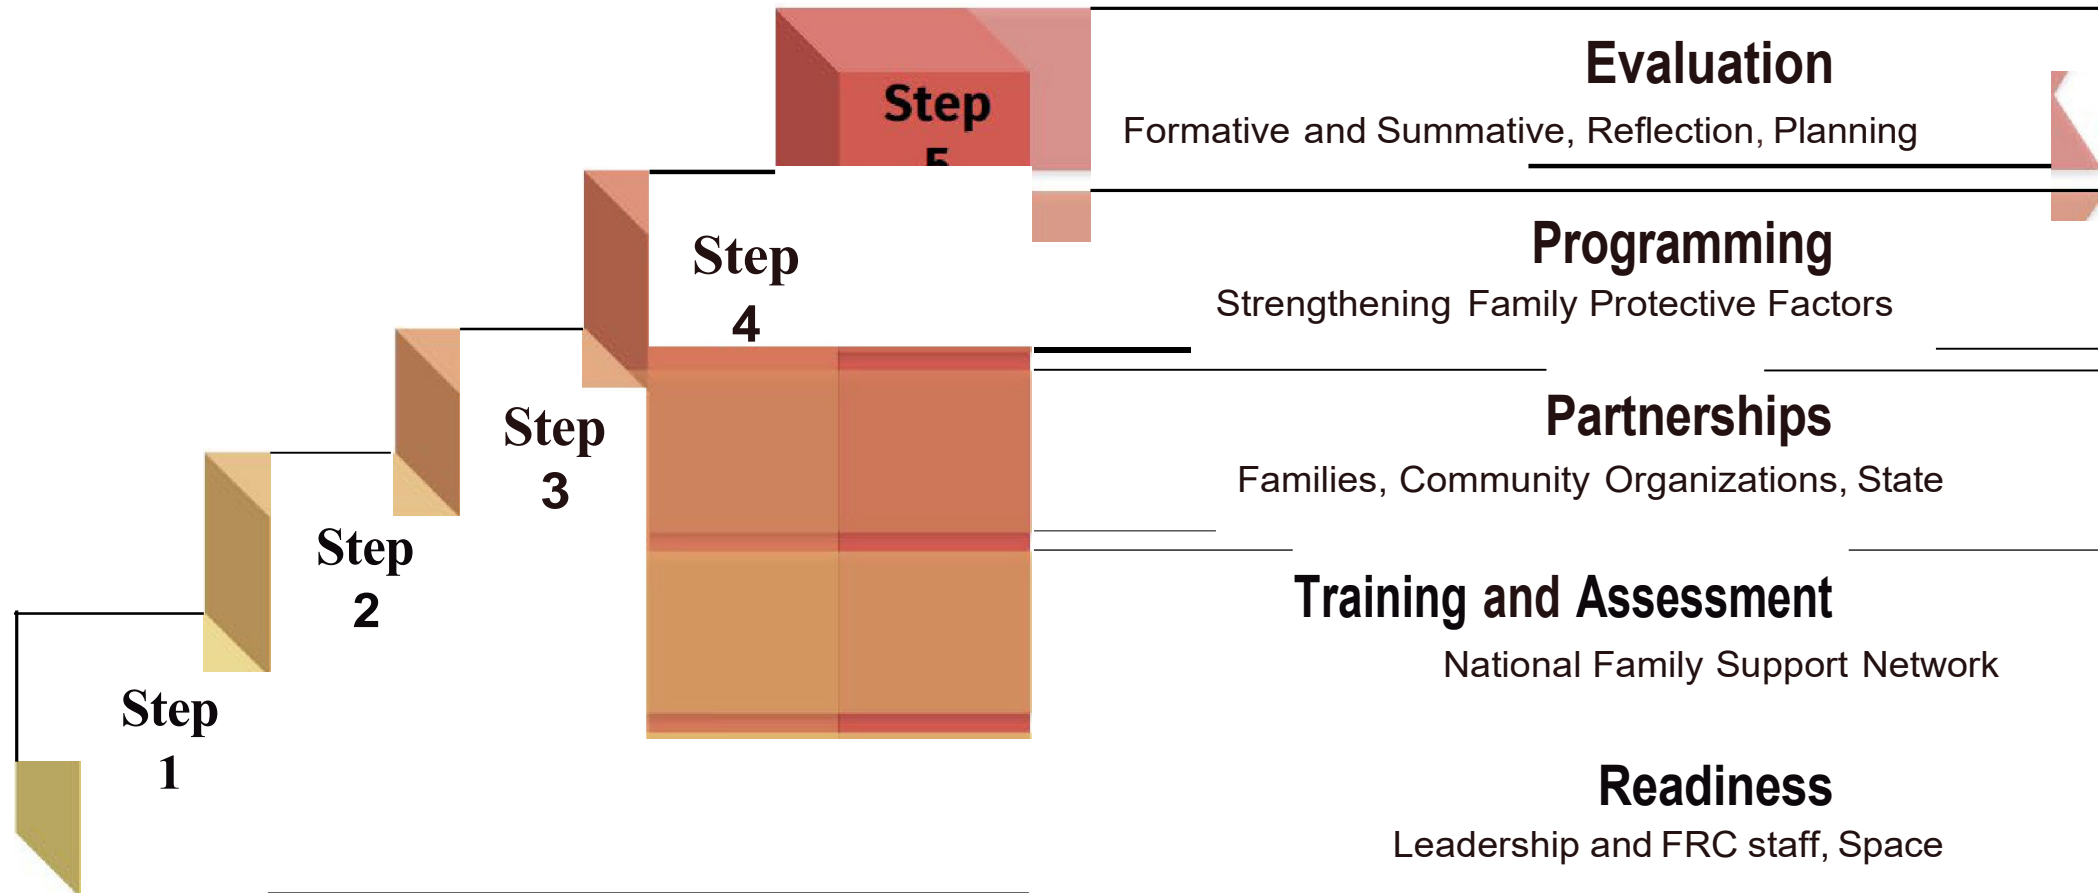 Step
5
Evaluation
Formative and Summative, Reflection, Planning
Step
4
Programming
Strengthening Family Protective Factors
Step
3
Partnerships
Families, Community Organizations, State
Step
2
Training and Assessment
National Family Support Network
Step
1
Readiness
Leadership and FRC staff, Space